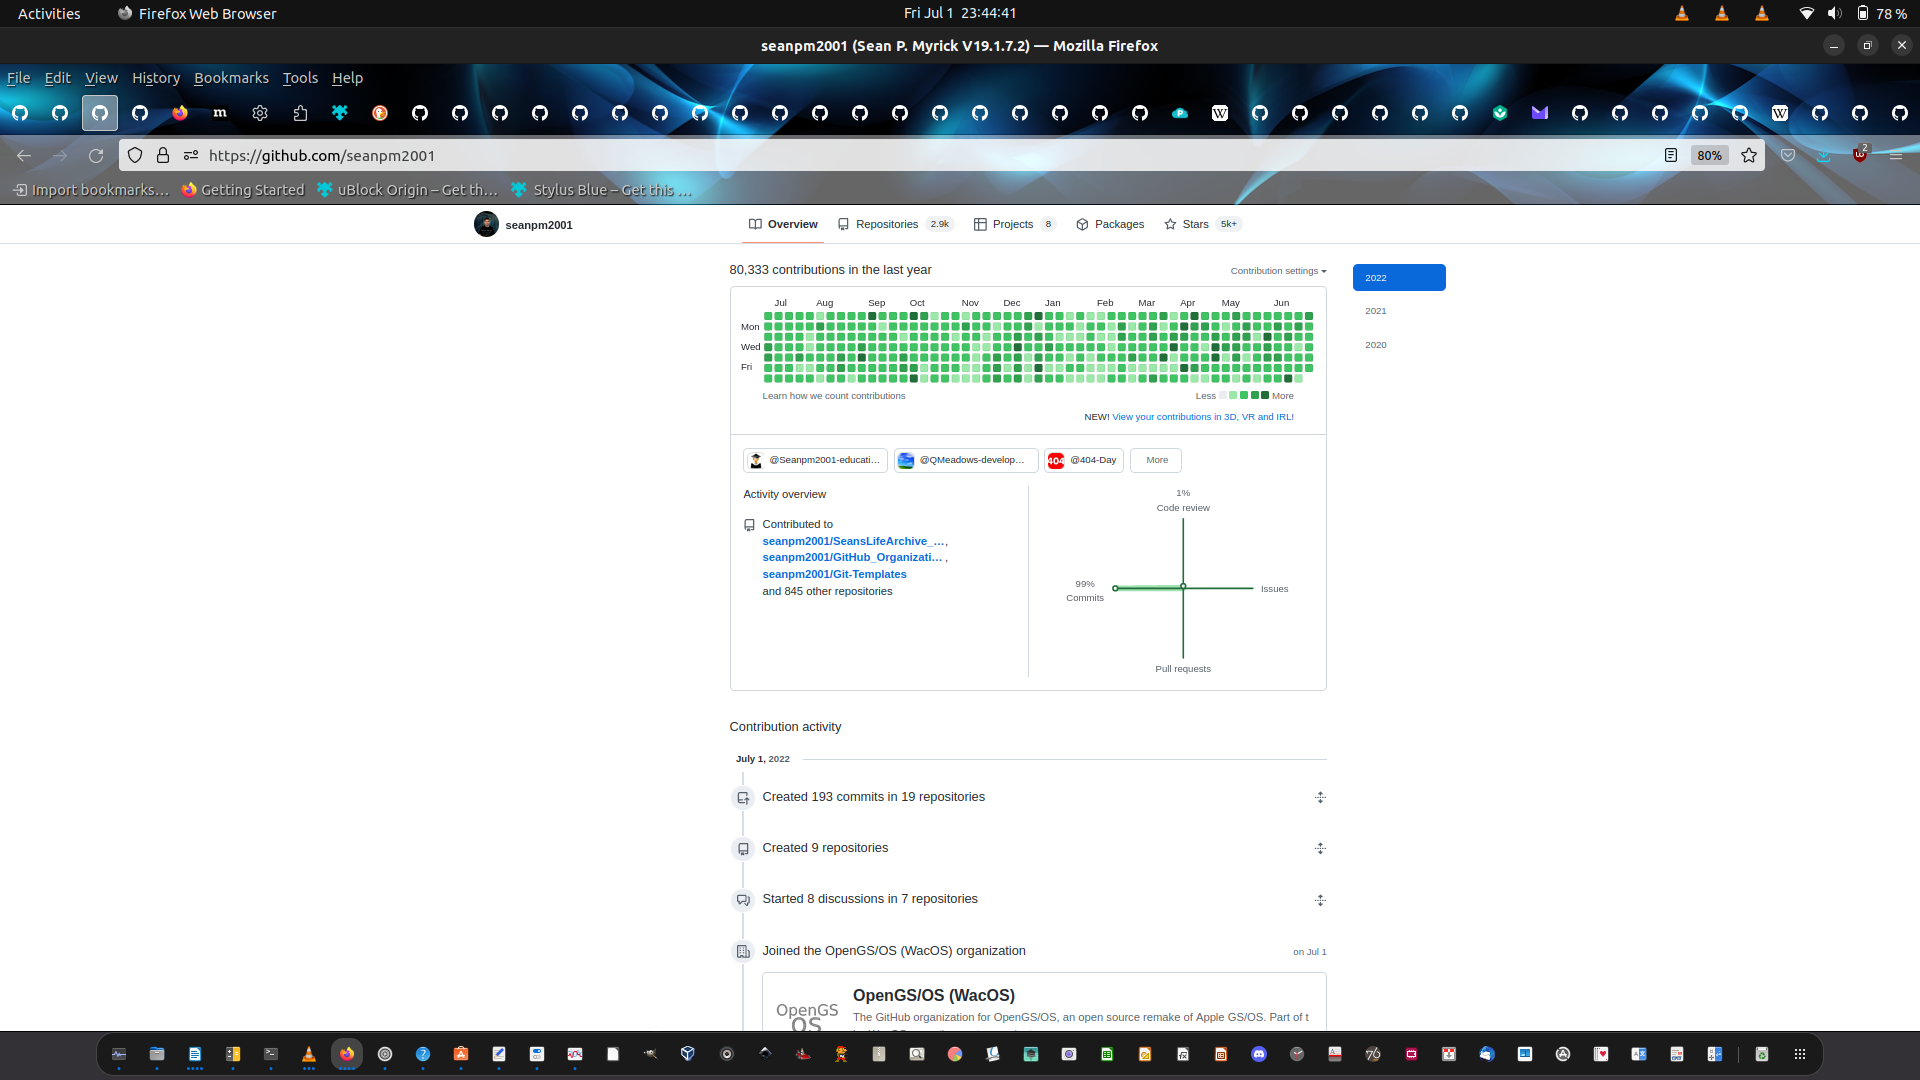 Activities
Firefox Web Browser
Fri Jul 1 23:44:41
78 %
seanpm2001 (Sean P. Myrick V19.1.7.2) — Mozilla Firefox
File Edit View History Bookmarks Tools Help
https://github.com/seanpm2001
80%
2
Import bookmarks…
Getting Started
uBlock Origin – Get th…
Stylus Blue – Get this …
seanpm2001
Overview
Repositories 2.9k
Projects 8
Packages
Stars 5k+
80,333 contributions in the last year
Contribution settings
2022
2021
2020
Jul Aug Sep Oct Nov Dec Jan Feb Mar Apr May Jun
Mon
Wed
Fri
Learn how we count contributions
Less
More
NEW! View your contributions in 3D, VR and IRL!
@Seanpm2001-educati…
@QMeadows-develop…
404 @404-Day
More
Activity overview
Contributed to
seanpm2001/SeansLifeArchive_…,
seanpm2001/GitHub_Organizati… ,
seanpm2001/Git-Templates
and 845 other repositories
1%
Code review
99%
Commits
Issues
Pull requests
Contribution activity
July 1, 2022
Created 193 commits in 19 repositories
Created 9 repositories
Started 8 discussions in 7 repositories
Joined the OpenGS/OS (WacOS) organization
on Jul 1
OpenGS
OS
OpenGS/OS (WacOS)
The GitHub organization for OpenGS/OS, an open source remake of Apple GS/OS. Part of t